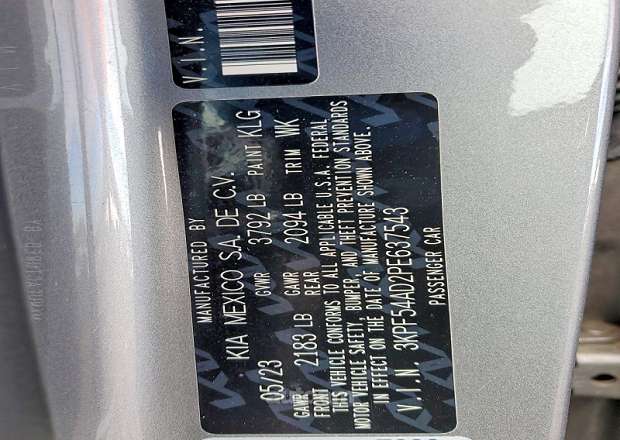 V.I.N.
MANUFACTURED BY
KIA MEXICO S.A. DE C.V.
05/23 GVWR 3792 LB PAINT KLG
GAWR FRONT 2183 LB GAWR REAR 2094 LB TRIM WK
THIS VEHICLE CONFORMS TO ALL APPLICABLE U.S.A. FEDERAL
MOTOR VEHICLE SAFETY, BUMPER, AND THEFT PREVENTION STANDARDS
IN EFFECT ON THE DATE OF MANUFACTURE SHOWN ABOVE.
V.I.N. 3KPF54AD2PE637543
PASSENGER CAR